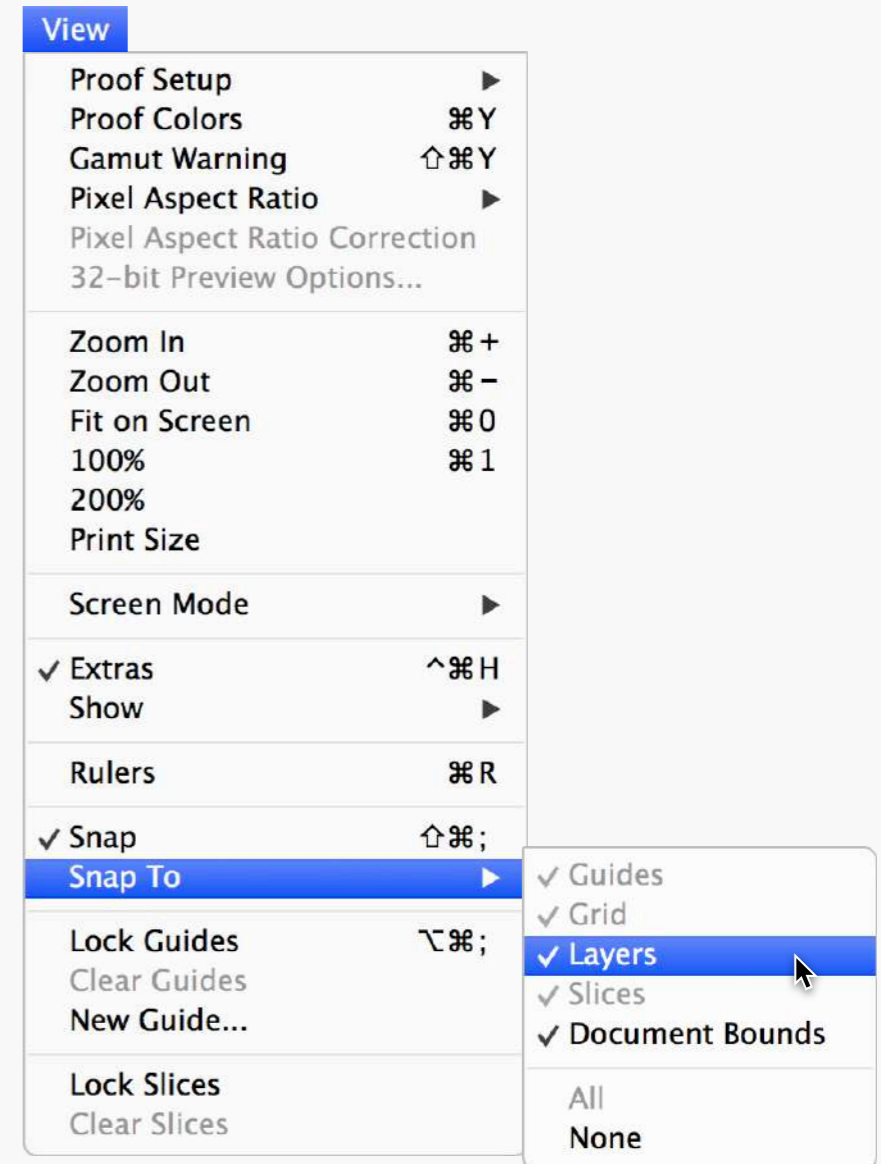 View
Proof Setup ▶
Proof Colors ⌘Y
Gamut Warning ⇧⌘Y
Pixel Aspect Ratio ▶
Pixel Aspect Ratio Correction
32-bit Preview Options...
Zoom In ⌘+
Zoom Out ⌘−
Fit on Screen ⌘0
100% ⌘1
200%
Print Size
Screen Mode ▶
✓ Extras ^⌘H
Show ▶
Rulers ⌘R
✓ Snap ⇧⌘;
Snap To ▶
Lock Guides ⌥⌘;
Clear Guides
New Guide...
Lock Slices
Clear Slices
✓ Guides
✓ Grid
✓ Layers
✓ Slices
✓ Document Bounds
All
None